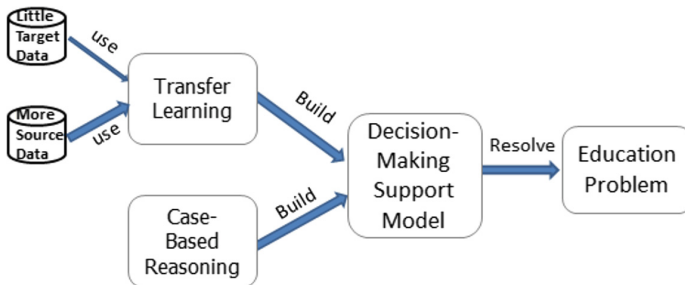 Little
Target
Data
use
More
Source
Data
use
Transfer
Learning
Build
Case-
Based
Reasoning
Build
Decision-
Making
Support
Model
Resolve
Education
Problem